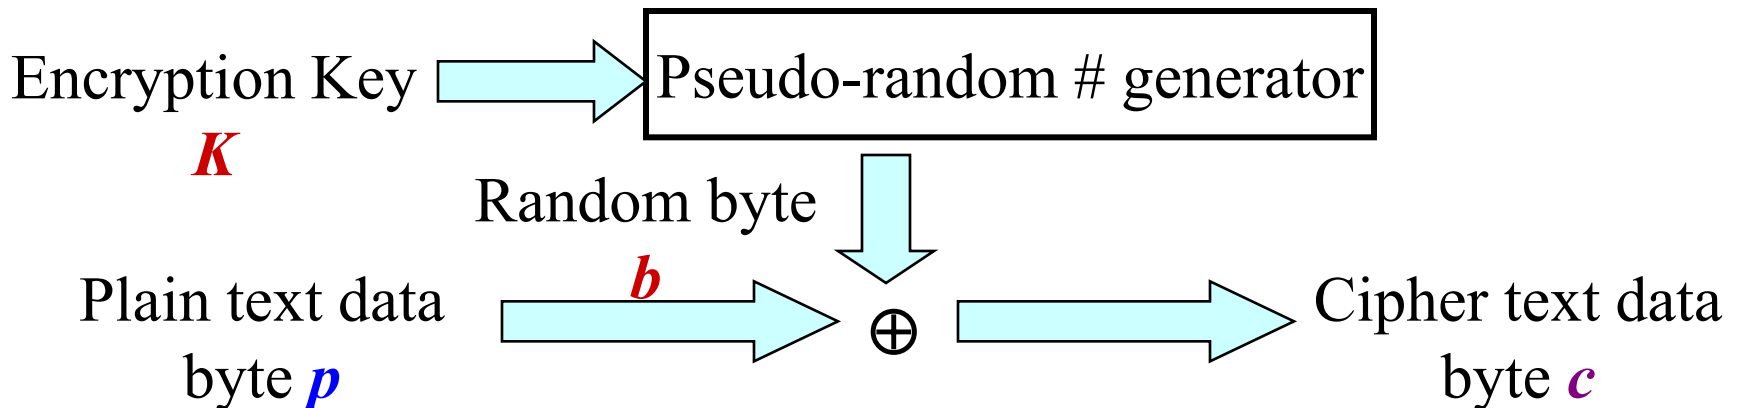 Encryption Key
K
Pseudo-random # generator
Random byte
b
Plain text data
byte p
⊕
Cipher text data
byte c